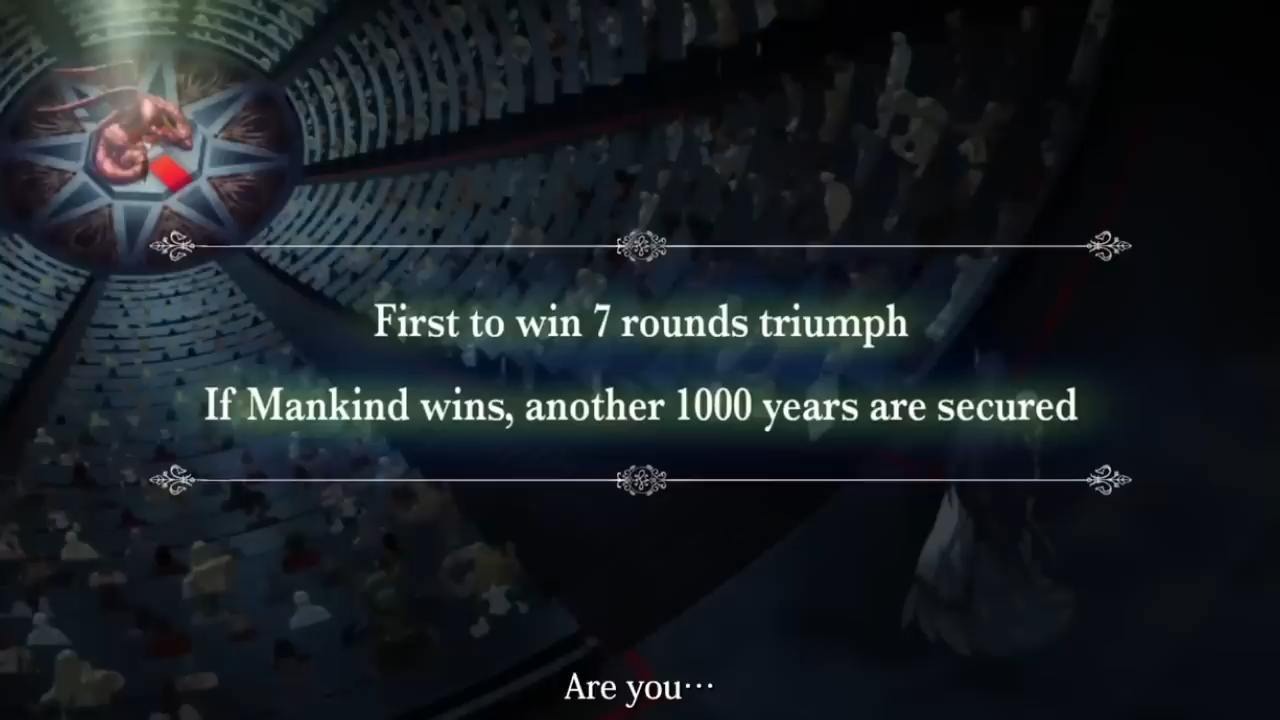 First to win 7 rounds triumph
If Mankind wins, another 1000 years are secured
Are you…